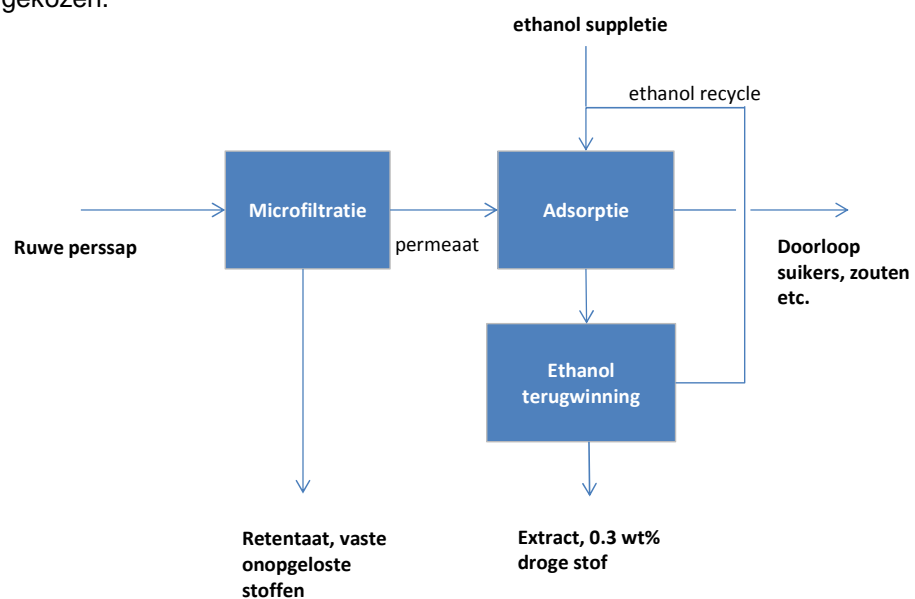 gekozen.
ethanol suppletie
ethanol recycle
Microfiltratie
Adsorptie
Ruwe perssap
permeaat
Doorloop
suikers, zouten
etc.
Ethanol
terugwinning
Retentaat, vaste
onopgeloste
stoffen
Extract, 0.3 wt%
droge stof